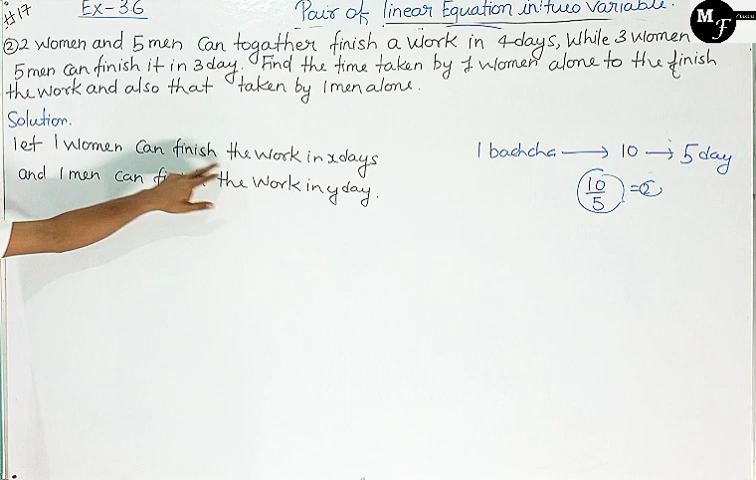 #17
Ex-36
Pair of linear Equation in two variable.
M F
② 2 women and 5 men can togather finish a work in 4 days, while 3 women
5 men can finish it in 3 day. Find the time taken by 1 women alone to the finish
the work and also that taken by 1 men alone.
Solution.
let 1 women can finish the work in x days
and 1 men can the work in y day.
1 bachcha → 10 → 5 day
10/5 = 2